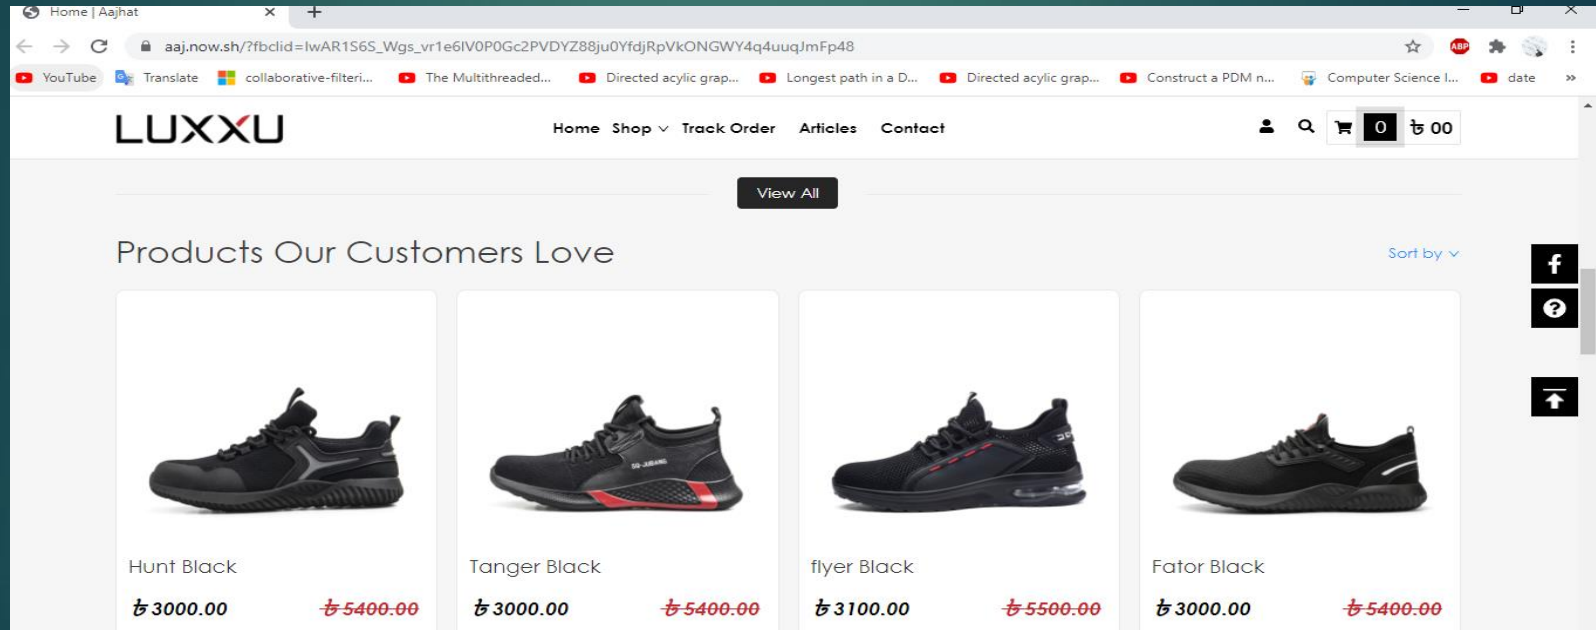 Home | Aajhat
aaj.now.sh/?fbclid=IwAR1S6S_Wgs_vr1e6lV0P0Gc2PVDYZ88ju0YfdjRpVkONGWY4q4uuqJmFp48
ABP
YouTube Translate collaborative-filteri... The Multithreaded... Directed acylic grap... Longest path in a D... Directed acylic grap... Construct a PDM n... Computer Science I... date »
LUXXU Home Shop Track Order Articles Contact 0 ৳ 00
View All
Products Our Customers Love Sort by
Hunt Black Tanger Black flyer Black Fator Black
৳ 3000.00 ৳ 5400.00 ৳ 3000.00 ৳ 5400.00 ৳ 3100.00 ৳ 5500.00 ৳ 3000.00 ৳ 5400.00